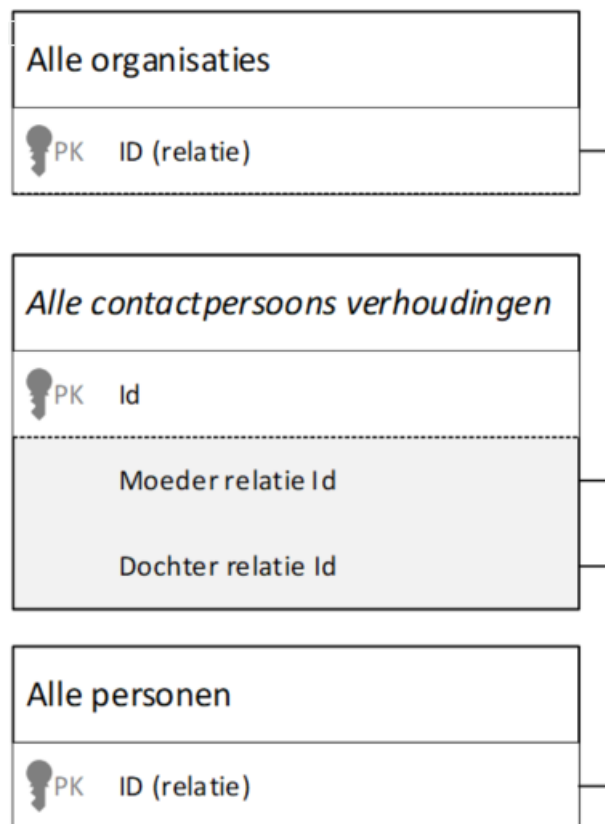 Alle organisaties
PK ID (relatie)
Alle contactpersoons verhoudingen
PK Id
Moeder relatie Id
Dochter relatie Id
Alle personen
PK ID (relatie)